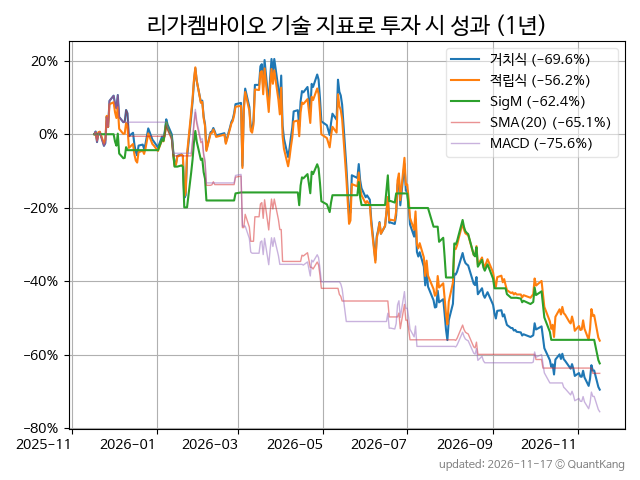 리가켐바이오 기술 지표로 투자 시 성과 (1년)
20%
0%
−20%
−40%
−60%
−80%
거치식 (−69.6%)
적립식 (−56.2%)
SigM (−62.4%)
SMA(20) (−65.1%)
MACD (−75.6%)
2025-11
2026-01
2026-03
2026-05
2026-07
2026-09
2026-11
updated: 2026-11-17 ⓒ QuantKang